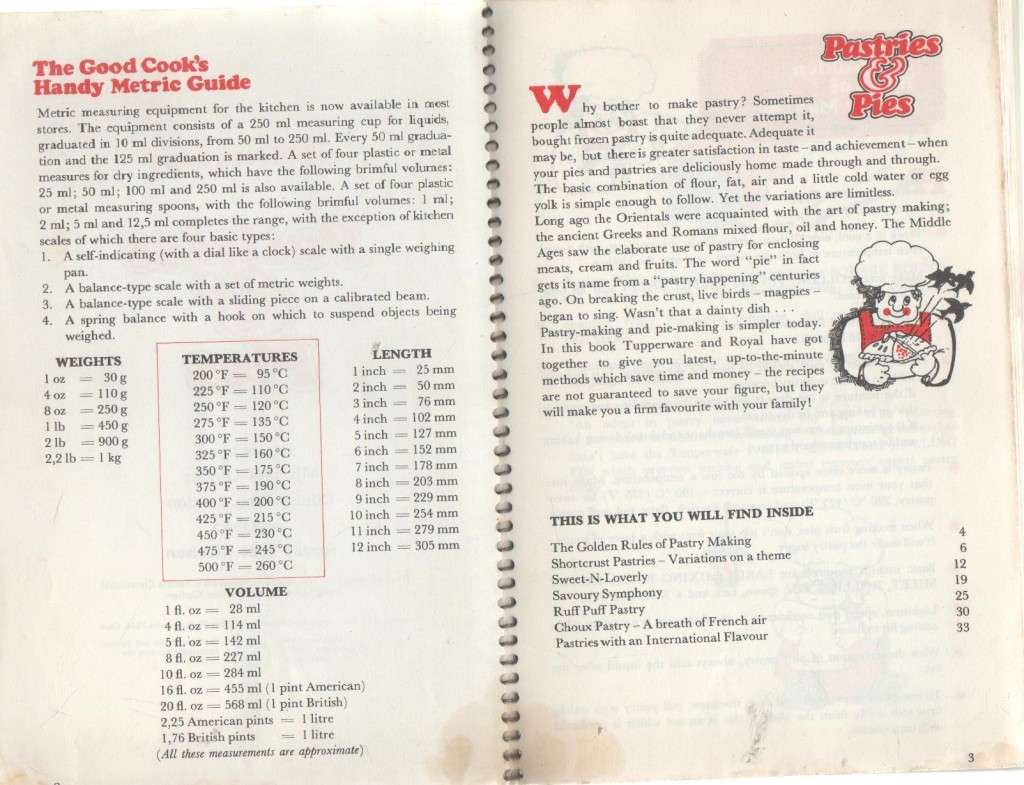 The Good Cook's
Handy Metric Guide
Metric measuring equipment for the kitchen is now available in most
stores. The equipment consists of a 250 ml measuring cup for liquids,
graduated in 10 ml divisions, from 50 ml to 250 ml. Every 50 ml gradua-
tion and the 125 ml graduation is marked. A set of four plastic or metal
measures for dry ingredients, which have the following brimful volumes:
25 ml; 50 ml; 100 ml and 250 ml is also available. A set of four plastic
or metal measuring spoons, with the following brimful volumes: 1 ml;
2 ml; 5 ml and 12,5 ml completes the range, with the exception of kitchen
scales of which there are four basic types:
1. A self-indicating (with a dial like a clock) scale with a single weighing
pan.
2. A balance-type scale with a set of metric weights.
3. A balance-type scale with a sliding piece on a calibrated beam.
4. A spring balance with a hook on which to suspend objects being
weighed.
WEIGHTS
1 oz = 30 g
4 oz = 110 g
8 oz = 250 g
1 lb = 450 g
2 lb = 900 g
2,2 lb = 1 kg
TEMPERATURES
200 °F = 95 °C
225 °F = 110 °C
250 °F = 120 °C
275 °F = 135 °C
300 °F = 150 °C
325 °F = 160 °C
350 °F = 175 °C
375 °F = 190 °C
400 °F = 200 °C
425 °F = 215 °C
450 °F = 230 °C
475 °F = 245 °C
500 °F = 260 °C
LENGTH
1 inch = 25 mm
2 inch = 50 mm
3 inch = 76 mm
4 inch = 102 mm
5 inch = 127 mm
6 inch = 152 mm
7 inch = 178 mm
8 inch = 203 mm
9 inch = 229 mm
10 inch = 254 mm
11 inch = 279 mm
12 inch = 305 mm
VOLUME
1 fl. oz = 28 ml
4 fl. oz = 114 ml
5 fl. oz = 142 ml
8 fl. oz = 227 ml
10 fl. oz = 284 ml
16 fl. oz = 455 ml (1 pint American)
20 fl. oz = 568 ml (1 pint British)
2,25 American pints = 1 litre
1,76 British pints = 1 litre
(All these measurements are approximate)
Pastries
&
Pies
Why bother to make pastry? Sometimes
people almost boast that they never attempt it,
bought frozen pastry is quite adequate. Adequate it
may be, but there is greater satisfaction in taste – and achievement – when
your pies and pastries are deliciously home made through and through.
The basic combination of flour, fat, air and a little cold water or egg
yolk is simple enough to follow. Yet the variations are limitless.
Long ago the Orientals were acquainted with the art of pastry making;
the ancient Greeks and Romans mixed flour, oil and honey. The Middle
Ages saw the elaborate use of pastry for enclosing
meats, cream and fruits. The word "pie" in fact
gets its name from a "pastry happening" centuries
ago. On breaking the crust, live birds – magpies –
began to sing. Wasn't that a dainty dish . . .
Pastry-making and pie-making is simpler today.
In this book Tupperware and Royal have got
together to give you latest, up-to-the-minute
methods which save time and money – the recipes
are not guaranteed to save your figure, but they
will make you a firm favourite with your family!
THIS IS WHAT YOU WILL FIND INSIDE
The Golden Rules of Pastry Making 4
Shortcrust Pastries – Variations on a theme 6
Sweet-N-Loverly 12
Savoury Symphony 19
Ruff Puff Pastry 25
Choux Pastry – A breath of French air 30
Pastries with an International Flavour 33
3